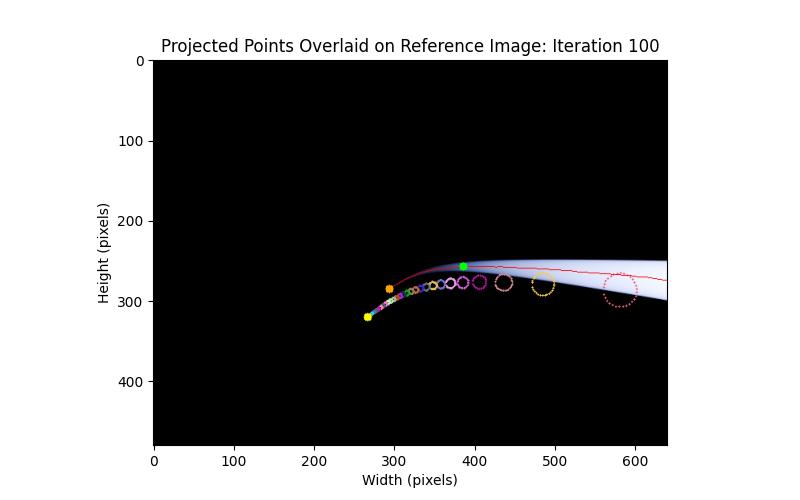 Projected Points Overlaid on Reference Image: Iteration 100
0
100
200
300
400
Height (pixels)
0 100 200 300 400 500 600
Width (pixels)